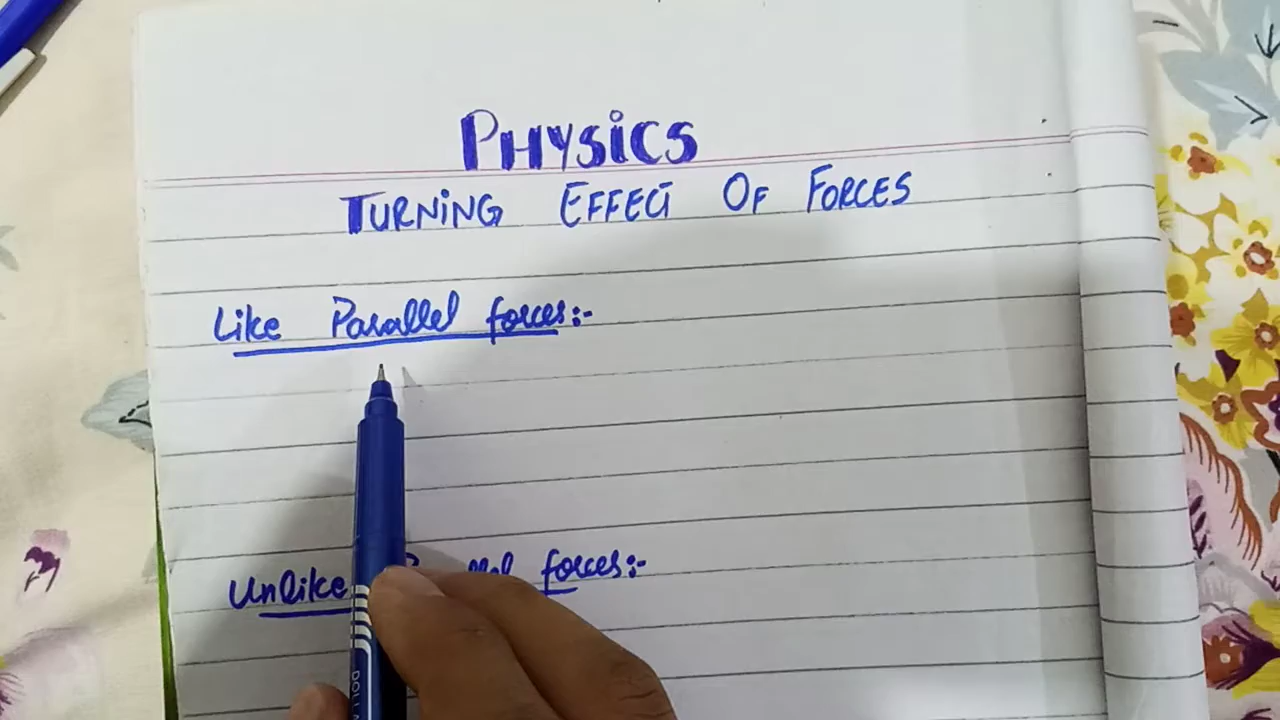 PHYSICS
TURNING EFFECT OF FORCES
Like Parallel forces:-
Unlike forces:-